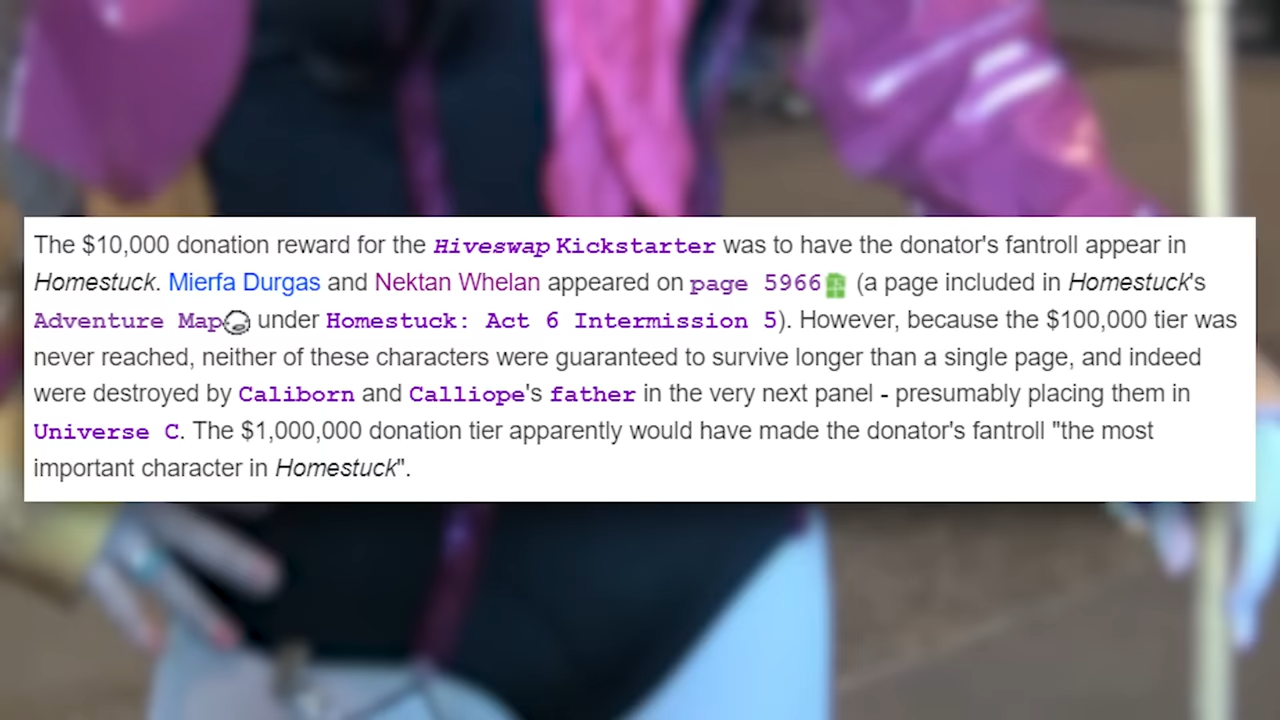 The $10,000 donation reward for the Hiveswap Kickstarter was to have the donator's fantroll appear in
Homestuck. Mierfa Durgas and Nektan Whelan appeared on page 5966 (a page included in Homestuck's
Adventure Map under Homestuck: Act 6 Intermission 5). However, because the $100,000 tier was
never reached, neither of these characters were guaranteed to survive longer than a single page, and indeed
were destroyed by Caliborn and Calliope's father in the very next panel - presumably placing them in
Universe C. The $1,000,000 donation tier apparently would have made the donator's fantroll "the most
important character in Homestuck".